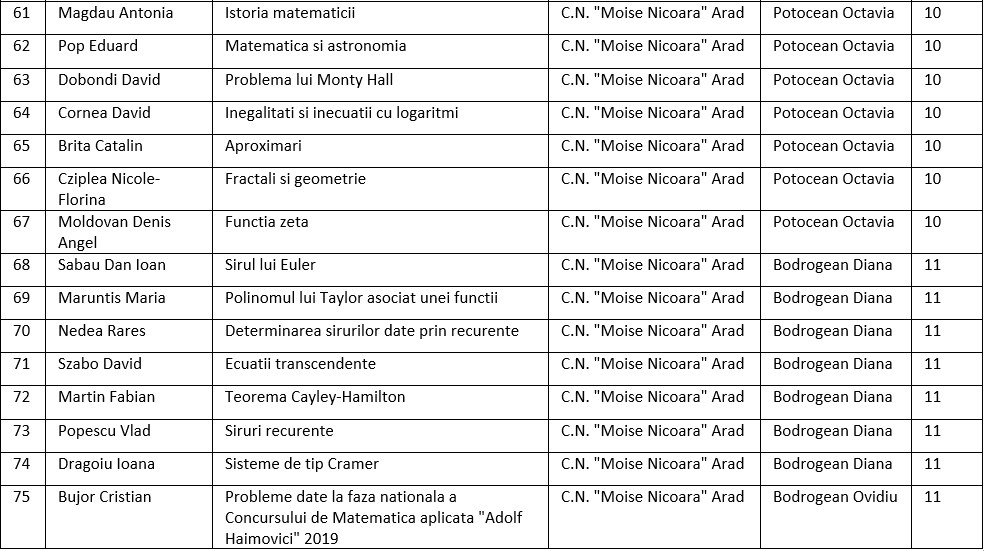 61 Magdau Antonia Istoria matematicii C.N. "Moise Nicoara" Arad Potocean Octavia 10
62 Pop Eduard Matematica si astronomia C.N. "Moise Nicoara" Arad Potocean Octavia 10
63 Dobondi David Problema lui Monty Hall C.N. "Moise Nicoara" Arad Potocean Octavia 10
64 Cornea David Inegalitati si inecuatii cu logaritmi C.N. "Moise Nicoara" Arad Potocean Octavia 10
65 Brita Catalin Aproximari C.N. "Moise Nicoara" Arad Potocean Octavia 10
66 Cziplea Nicole- Fractali si geometrie C.N. "Moise Nicoara" Arad Potocean Octavia 10
Florina
67 Moldovan Denis Functia zeta C.N. "Moise Nicoara" Arad Potocean Octavia 10
Angel
68 Sabau Dan Ioan Sirul lui Euler C.N. "Moise Nicoara" Arad Bodrogean Diana 11
69 Maruntis Maria Polinomul lui Taylor asociat unei functii C.N. "Moise Nicoara" Arad Bodrogean Diana 11
70 Nedea Rares Determinarea sirurilor date prin recurente C.N. "Moise Nicoara" Arad Bodrogean Diana 11
71 Szabo David Ecuatii transcendente C.N. "Moise Nicoara" Arad Bodrogean Diana 11
72 Martin Fabian Teorema Cayley-Hamilton C.N. "Moise Nicoara" Arad Bodrogean Diana 11
73 Popescu Vlad Siruri recurente C.N. "Moise Nicoara" Arad Bodrogean Diana 11
74 Dragoiu Ioana Sisteme de tip Cramer C.N. "Moise Nicoara" Arad Bodrogean Diana 11
75 Bujor Cristian Probleme date la faza nationala a C.N. "Moise Nicoara" Arad Bodrogean Ovidiu 11
Concursului de Matematica aplicata "Adolf
Haimovici" 2019